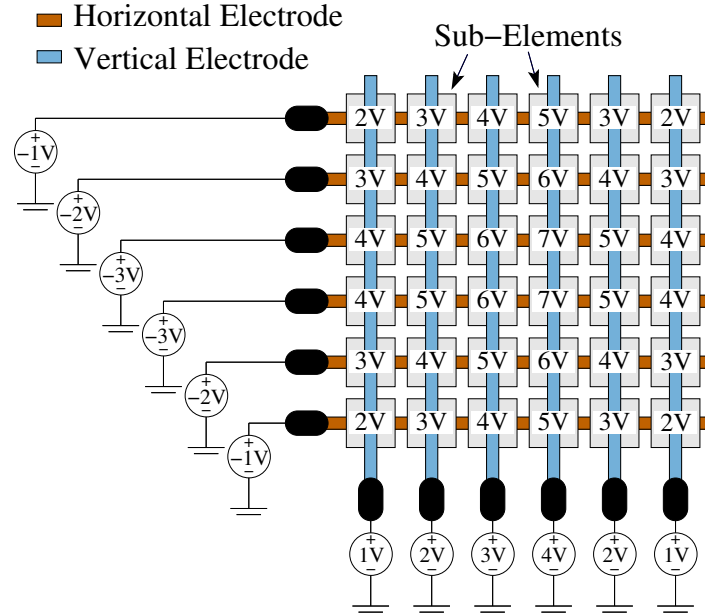 Horizontal Electrode
Vertical Electrode
Sub−Elements
2V 3V 4V 5V 3V 2V
+ −1V −
3V 4V 5V 6V 4V 3V
+ −2V −
4V 5V 6V 7V 5V 4V
+ −3V −
4V 5V 6V 7V 5V 4V
+ −3V −
3V 4V 5V 6V 4V 3V
+ −2V −
2V 3V 4V 5V 3V 2V
+ −1V −
+ + + + + +
1V 2V 3V 4V 2V 1V
− − − − − −